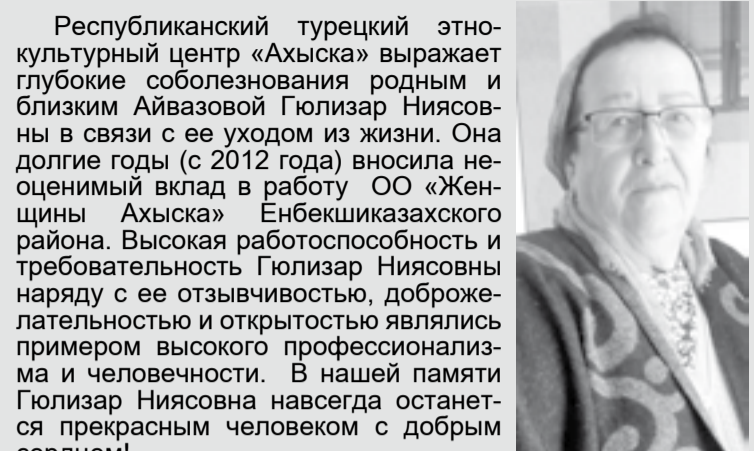 Республиканский турецкий этно-
культурный центр «Ахыска» выражает
глубокие соболезнования родным и
близким Айвазовой Гюлизар Ниясов-
ны в связи с ее уходом из жизни. Она
долгие годы (с 2012 года) вносила не-
оценимый вклад в работу ОО «Жен-
щины Ахыска» Енбекшиказахского
района. Высокая работоспособность и
требовательность Гюлизар Ниясовны
наряду с ее отзывчивостью, доброже-
лательностью и открытостью являлись
примером высокого профессионализ-
ма и человечности. В нашей памяти
Гюлизар Ниясовна навсегда останет-
ся прекрасным человеком с добрым
сердцем!